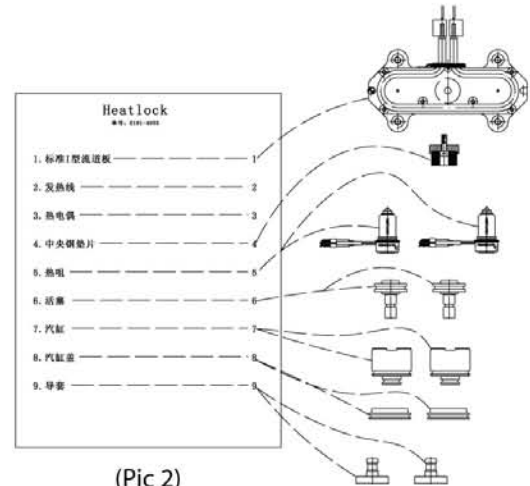 Heatlock
1. 标准I型流道板 1
2. 发热线 2
3. 热电偶 3
4. 中央钢垫片 4
5. 热咀 5
6. 活塞 6
7. 汽缸 7
8. 汽缸盖 8
9. 导套 9
(Pic 2)